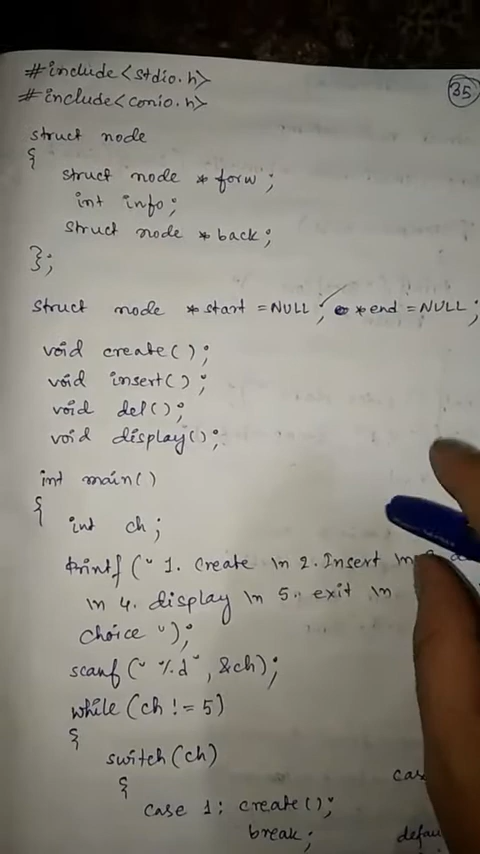 35
#include<stdio.h>
#include<conio.h>
struct node
{
struct node *forw;
int info;
struct node *back;
};
struct node *start =NULL; *end =NULL;
void create();
void insert();
void del();
void display();
int main()
{
int ch;
printf(" 1. Create \n 2. Insert \n
\n 4. display \n 5. exit \n
choice ");
scanf(" %d", &ch);
while(ch != 5)
{
switch(ch)
{
case 1: create();
break;